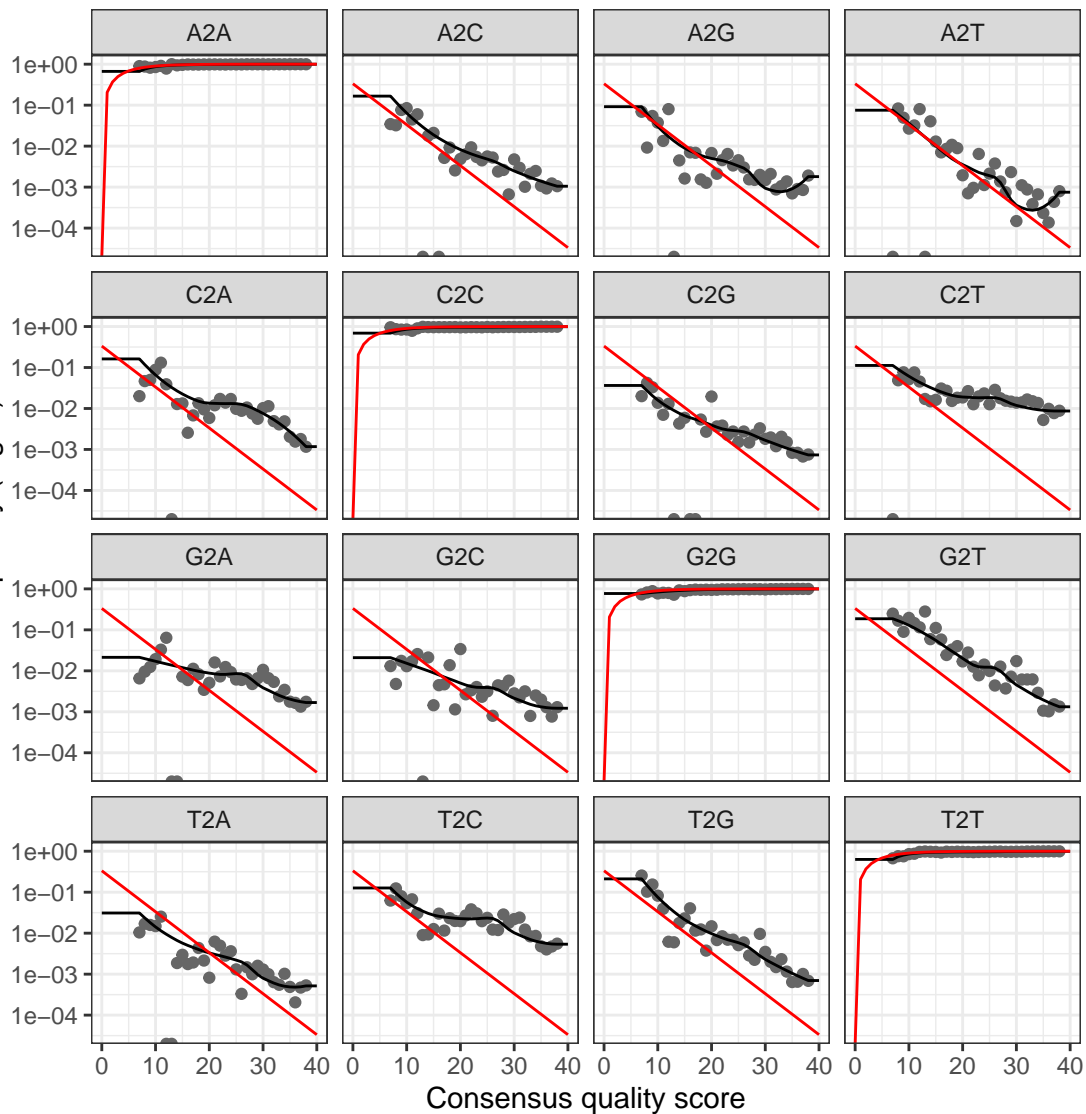 A2A A2C A2G A2T
1e+00
1e−01
1e−02
1e−03
1e−04
C2A C2C C2G C2T
1e+00
1e−01
1e−02
1e−03
1e−04
G2A G2C G2G G2T
1e+00
1e−01
1e−02
1e−03
1e−04
T2A T2C T2G T2T
1e+00
1e−01
1e−02
1e−03
1e−04
0 10 20 30 40 0 10 20 30 40 0 10 20 30 40 0 10 20 30 40
Consensus quality score